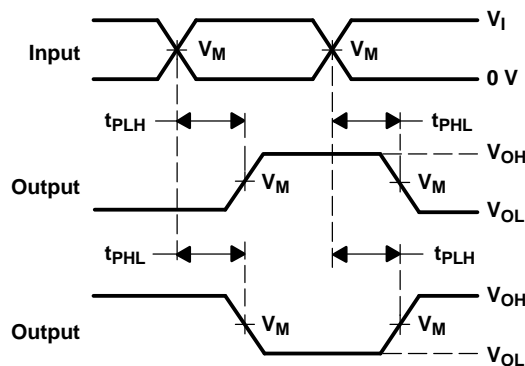 V_I
Input V_M V_M
0 V
t_PLH t_PHL
V_OH
Output V_M V_M
V_OL
t_PHL t_PLH
V_OH
Output V_M V_M
V_OL